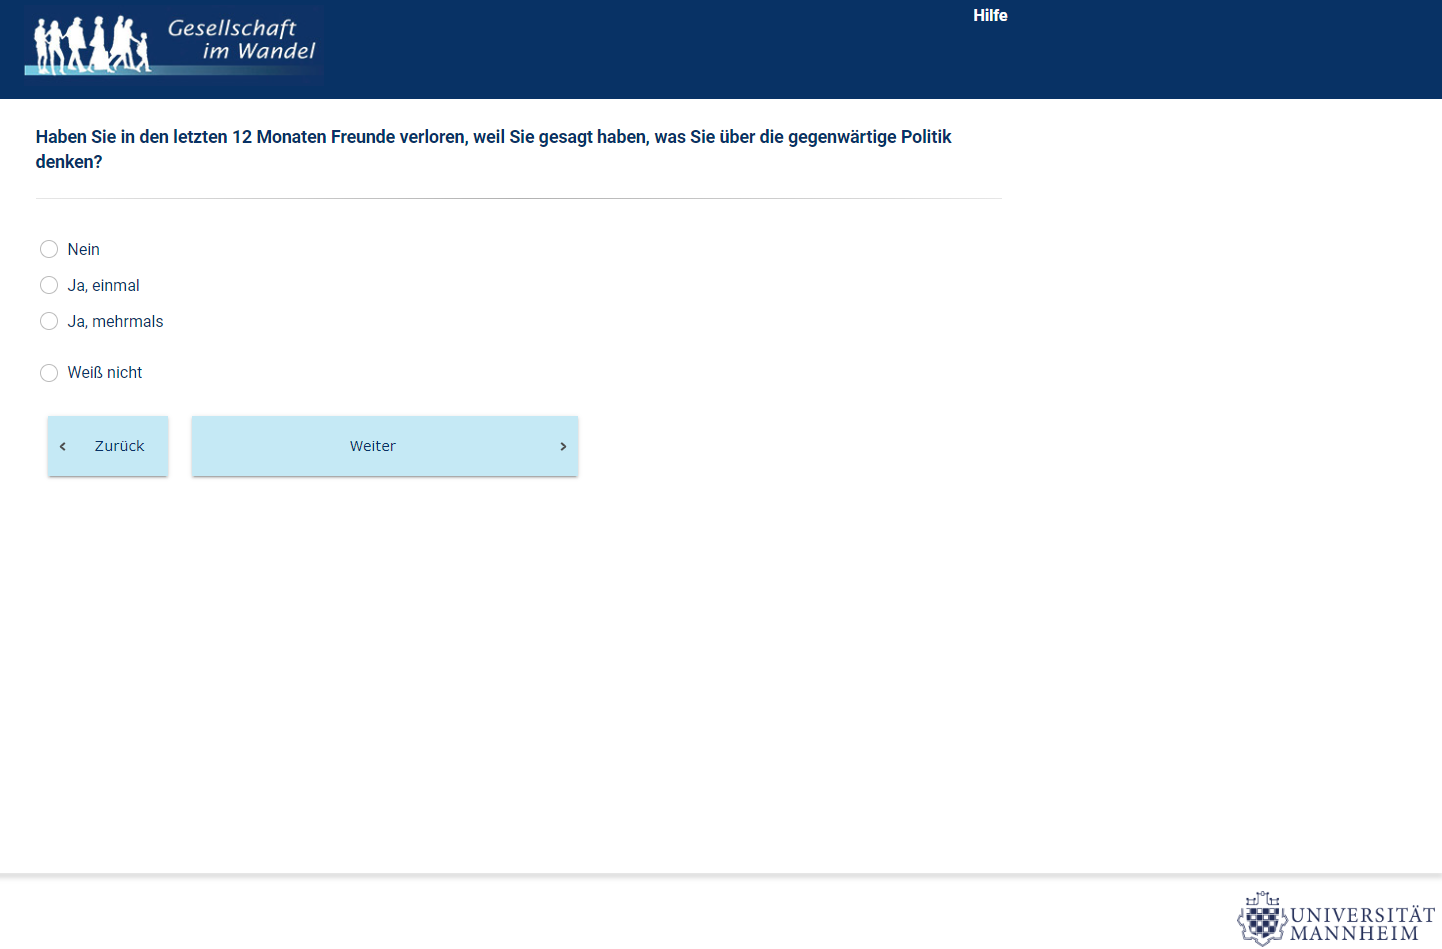 Gesellschaft
im Wandel
Hilfe
Haben Sie in den letzten 12 Monaten Freunde verloren, weil Sie gesagt haben, was Sie über die gegenwärtige Politik
denken?
Nein
Ja, einmal
Ja, mehrmals
Weiß nicht
Zurück
Weiter
UNIVERSITÄT
MANNHEIM